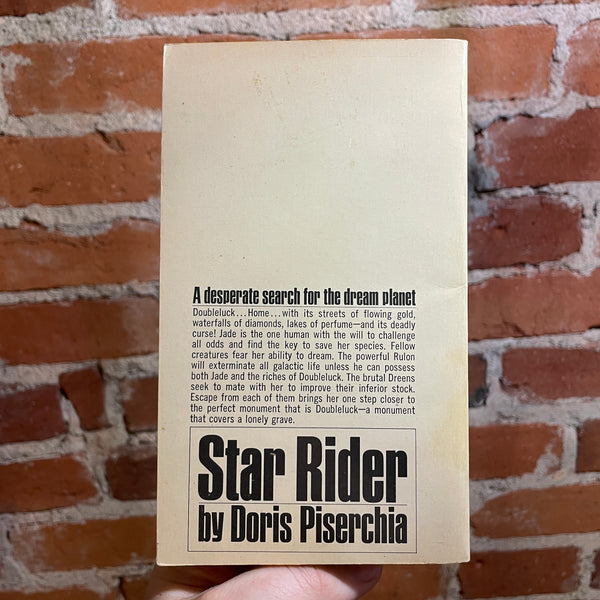 A desperate search for the dream planet
Doubleluck...Home...with its streets of flowing gold,
waterfalls of diamonds, lakes of perfume—and its deadly
curse! Jade is the one human with the will to challenge
all odds and find the key to save her species. Fellow
creatures fear her ability to dream. The powerful Rulon
will exterminate all galactic life unless he can possess
both Jade and the riches of Doubleluck. The brutal Dreens
seek to mate with her to improve their inferior stock.
Escape from each of them brings her one step closer to
the perfect monument that is Doubleluck—a monument
that covers a lonely grave.
Star Rider
by Doris Piserchia